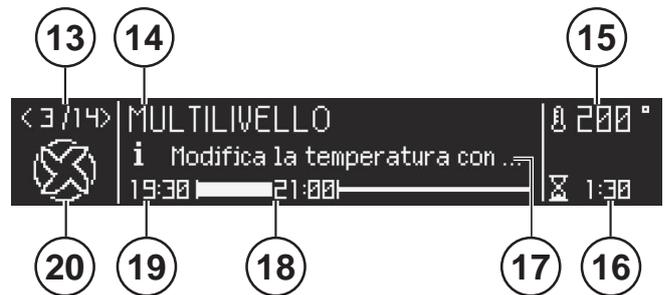 13 14 15
<3/14> MULTILIVELLO 200°
i Modifica la temperatura con ...
19:30 21:00 1:30
20 19 18 17 16